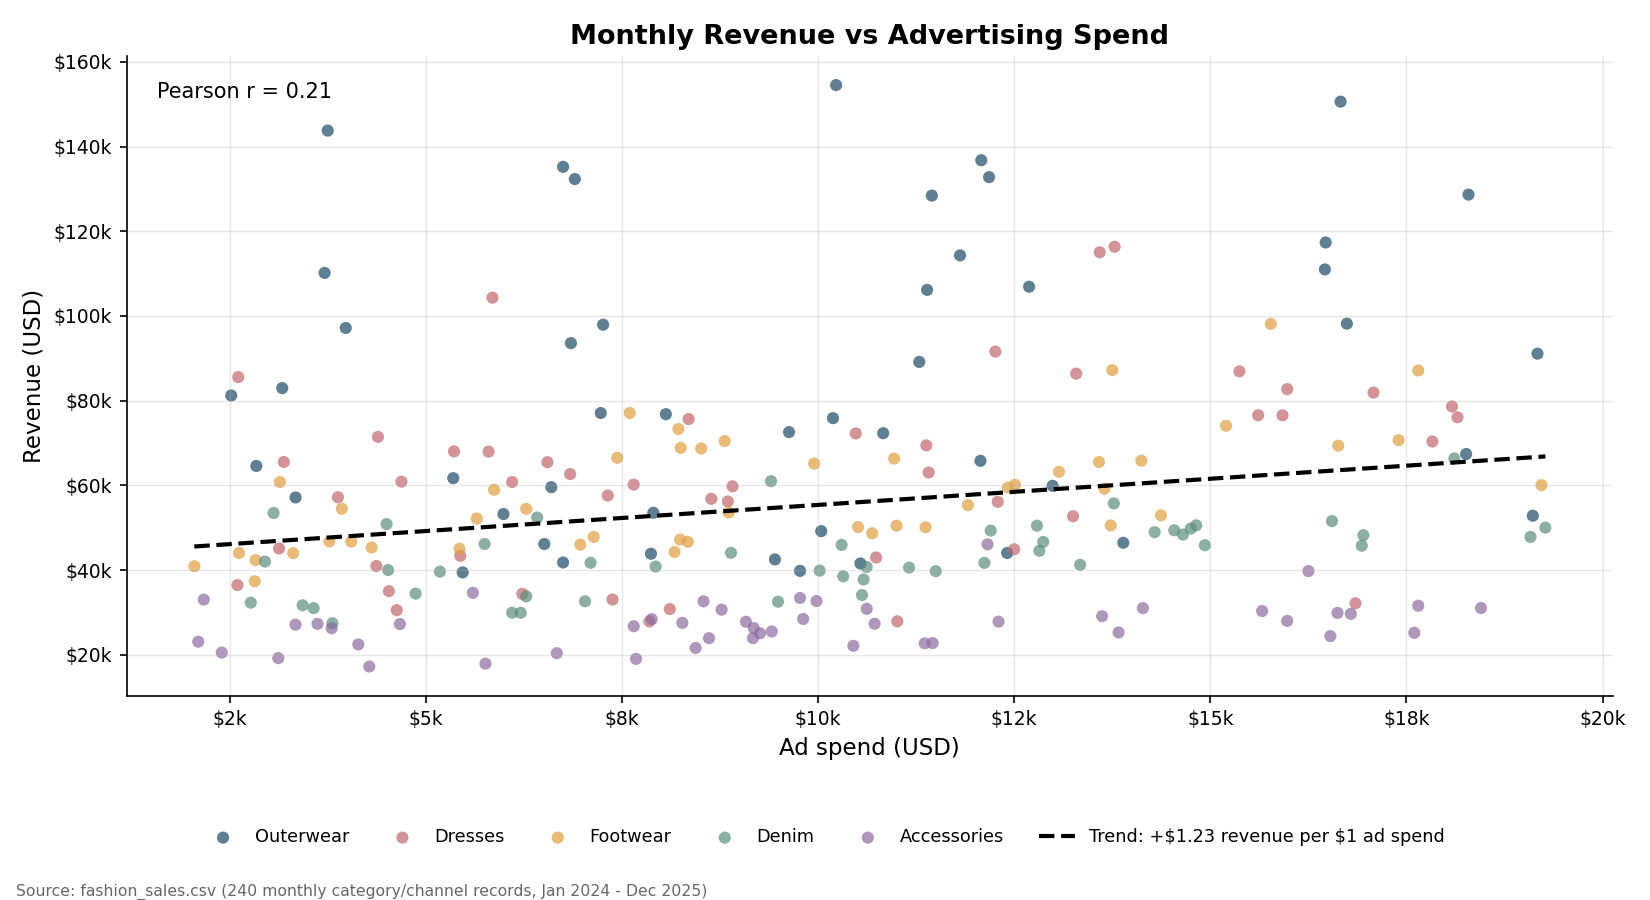 Monthly Revenue vs Advertising Spend
Pearson r = 0.21
Revenue (USD)
$160k
$140k
$120k
$100k
$80k
$60k
$40k
$20k
$2k $5k $8k $10k $12k $15k $18k $20k
Ad spend (USD)
Outerwear Dresses Footwear Denim Accessories Trend: +$1.23 revenue per $1 ad spend
Source: fashion_sales.csv (240 monthly category/channel records, Jan 2024 - Dec 2025)